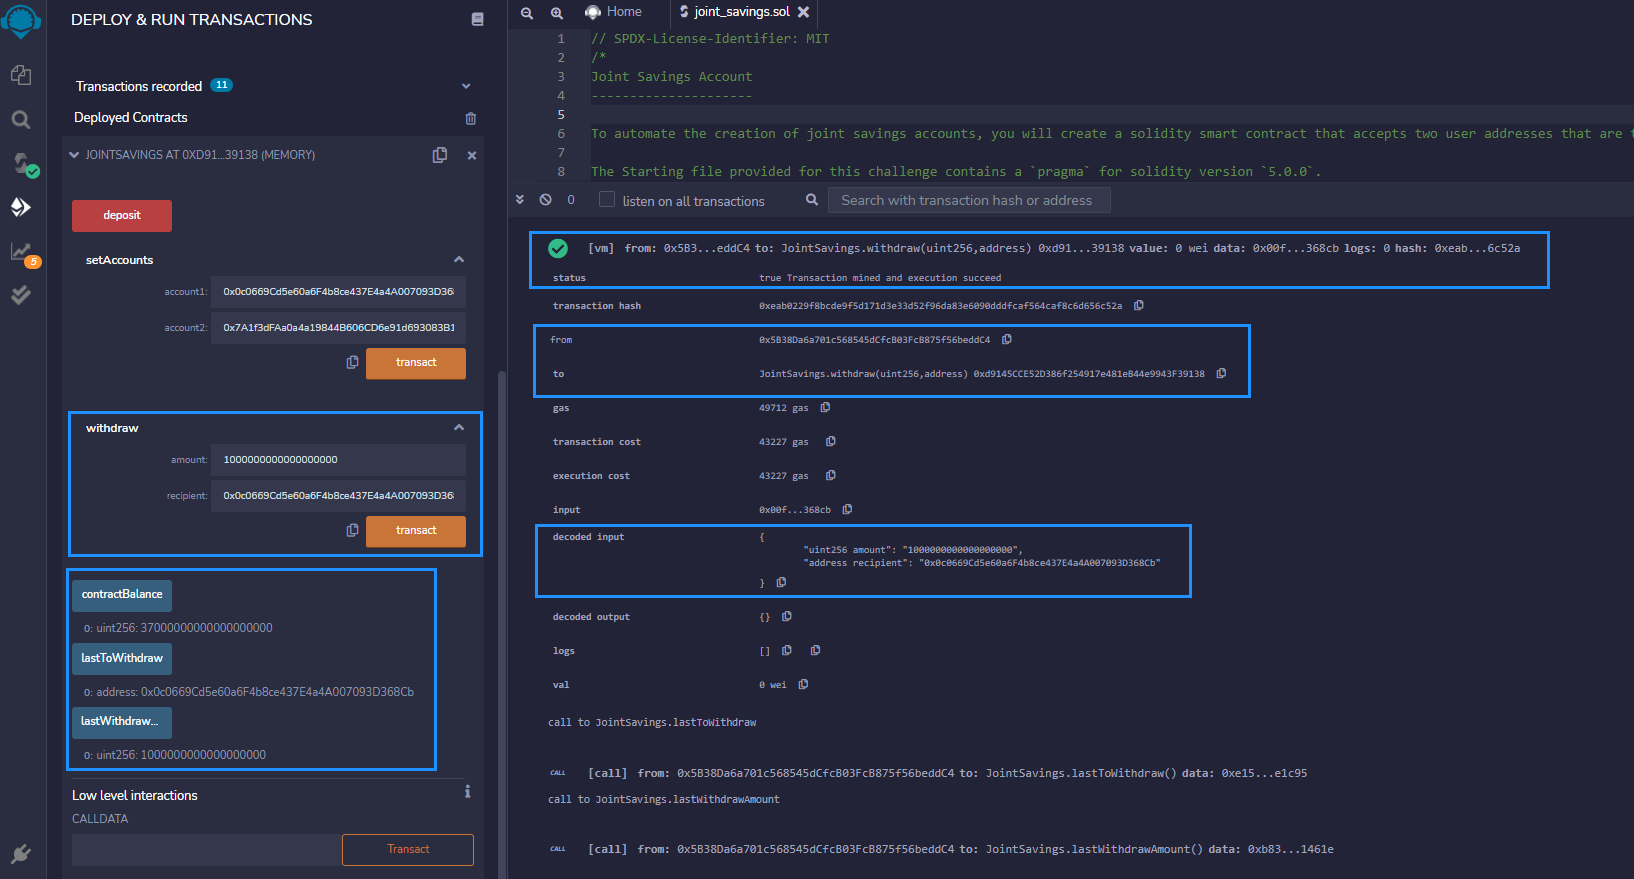 DEPLOY & RUN TRANSACTIONS
Transactions recorded 11
Deployed Contracts
JOINTSAVINGS AT 0XD91...39138 (MEMORY)
deposit
setAccounts
account1: 0x0c0669Cd5e60a6F4b8ce437E4a4A007093D368
account2: 0x7A1f3dFAa0a4a19844B606CD6e91d693083B1
transact
withdraw
amount: 1000000000000000000
recipient: 0x0c0669Cd5e60a6F4b8ce437E4a4A007093D368
transact
contractBalance
0: uint256: 37000000000000000000
lastToWithdraw
0: address: 0x0c0669Cd5e60a6F4b8ce437E4a4A007093D368Cb
lastWithdraw...
0: uint256: 1000000000000000000
Low level interactions
CALLDATA
Transact
5
Home
joint_savings.sol
1 // SPDX-License-Identifier: MIT
2 /*
3 Joint Savings Account
4 ---------------------
5
6 To automate the creation of joint savings accounts, you will create a solidity smart contract that accepts two user addresses that are
7
8 The Starting file provided for this challenge contains a `pragma` for solidity version `5.0.0`.
0 listen on all transactions Search with transaction hash or address
[vm] from: 0x5B3...eddC4 to: JointSavings.withdraw(uint256,address) 0xd91...39138 value: 0 wei data: 0x00f...368cb logs: 0 hash: 0xeab...6c52a
status true Transaction mined and execution succeed
transaction hash 0xeab0229f8bcde9f5d171d3e33d52f96da83e6090dddfcaf564caf8c6d656c52a
from 0x5B38Da6a701c568545dCfcB03FcB875f56beddC4
to JointSavings.withdraw(uint256,address) 0xd9145CCE52D386f254917e481eB44e9943F39138
gas 49712 gas
transaction cost 43227 gas
execution cost 43227 gas
input 0x00f...368cb
decoded input {
"uint256 amount": "1000000000000000000",
"address recipient": "0x0c0669Cd5e60a6F4b8ce437E4a4A007093D368Cb"
}
decoded output {}
logs []
val 0 wei
call to JointSavings.lastToWithdraw
CALL [call] from: 0x5B38Da6a701c568545dCfcB03FcB875f56beddC4 to: JointSavings.lastToWithdraw() data: 0xe15...e1c95
call to JointSavings.lastWithdrawAmount
CALL [call] from: 0x5B38Da6a701c568545dCfcB03FcB875f56beddC4 to: JointSavings.lastWithdrawAmount() data: 0xb83...1461e